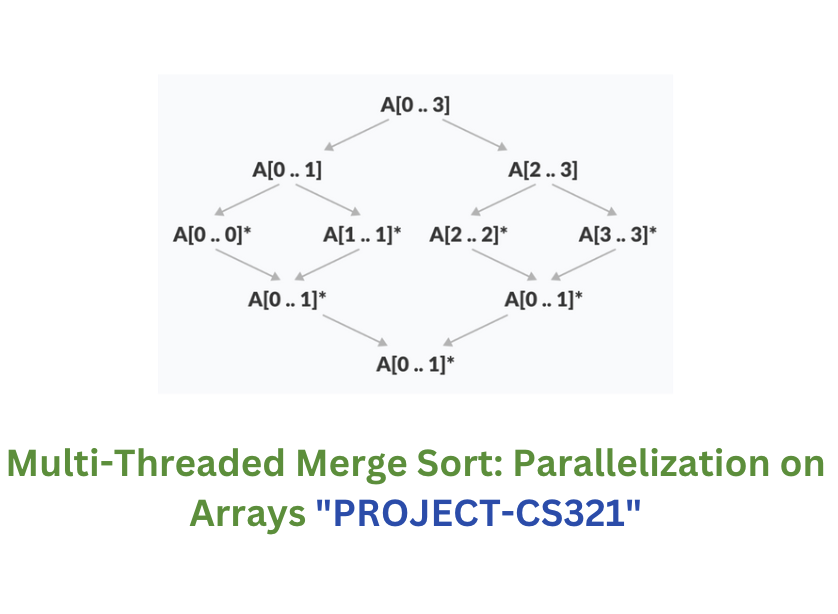 A[0 .. 3]
A[0 .. 1] A[2 .. 3]
A[0 .. 0]* A[1 .. 1]* A[2 .. 2]* A[3 .. 3]*
A[0 .. 1]* A[0 .. 1]*
A[0 .. 1]*
Multi-Threaded Merge Sort: Parallelization on
Arrays "PROJECT-CS321"